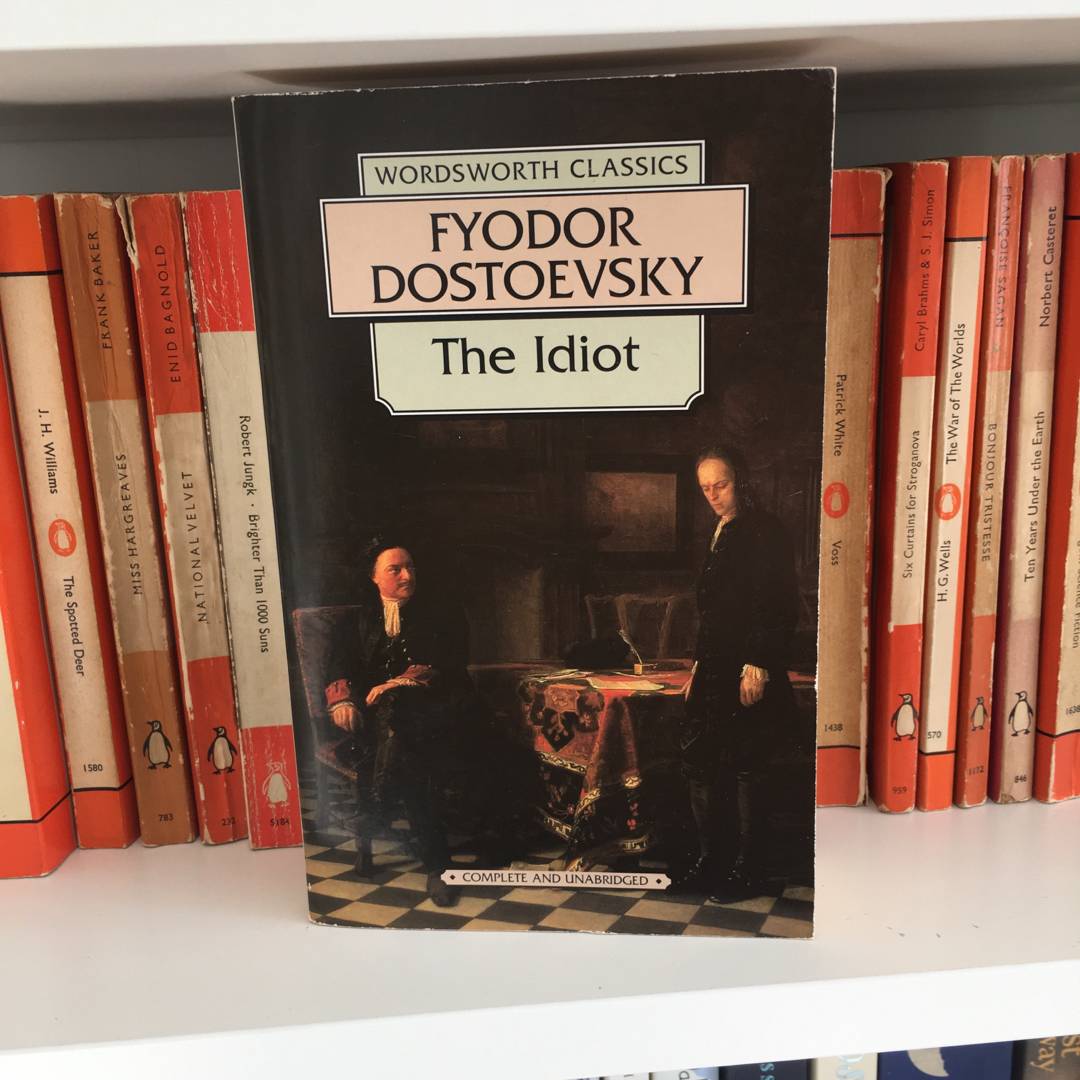 WORDSWORTH CLASSICS
FYODOR
DOSTOEVSKY
The Idiot
COMPLETE AND UNABRIDGED
J. H. Williams
The Spotted Deer
1580
FRANK BAKER
MISS HARGREAVES
783
ENID BAGNOLD
NATIONAL VELVET
Robert Jungk · Brighter Than 1000 Suns
Patrick White
Voss
1438
Caryl Brahms & S. J. Simon
Six Curtains for Stroganova
959
The War of The Worlds
H. G. Wells
570
FRANÇOISE SAGAN
BONJOUR TRISTESSE
1172
Norbert Casteret
Ten Years Under the Earth
846
Fiction